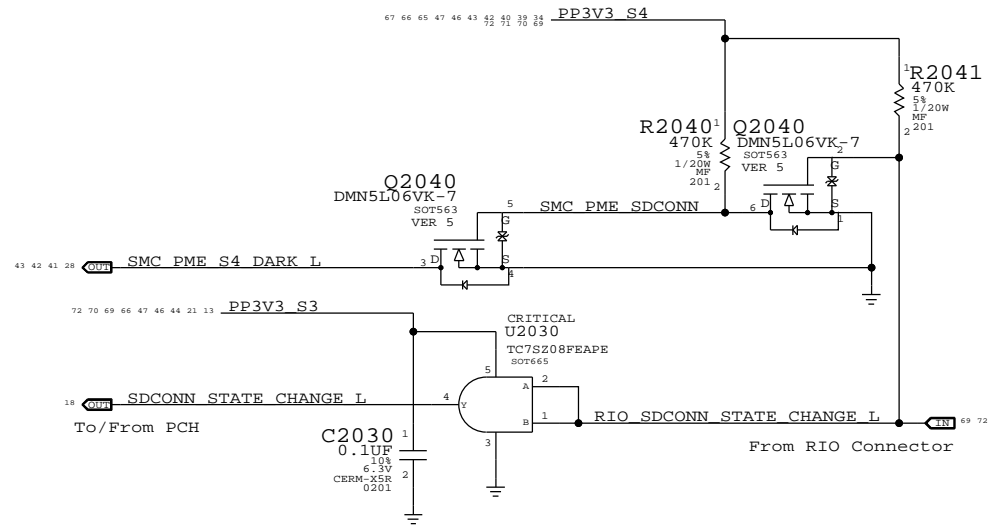 67 66 65 47 46 43 42 40 39 34
72 71 70 69
PP3V3_S4
1
R2041
470K
5%
1/20W
MF
201
2
R2040
1
470K
5%
1/20W
MF
201
2
Q2040
DMN5L06VK-7
SOT563
VER 5
2
G
6 D
S
1
Q2040
DMN5L06VK-7
SOT563
VER 5
5
G
SMC_PME_SDCONN
43 42 41 28
OUT
SMC_PME_S4_DARK_L
3 D
S
4
72 70 69 66 47 46 44 21 13
PP3V3_S3
CRITICAL
U2030
TC7SZ08FEAPE
SOT665
5
A
2
18
OUT
SDCONN_STATE_CHANGE_L
4
Y
B
1
RIO_SDCONN_STATE_CHANGE_L
IN
69 72
To/From PCH
3
From RIO Connector
C2030
1
0.1UF
10%
6.3V
CERM-X5R
0201
2